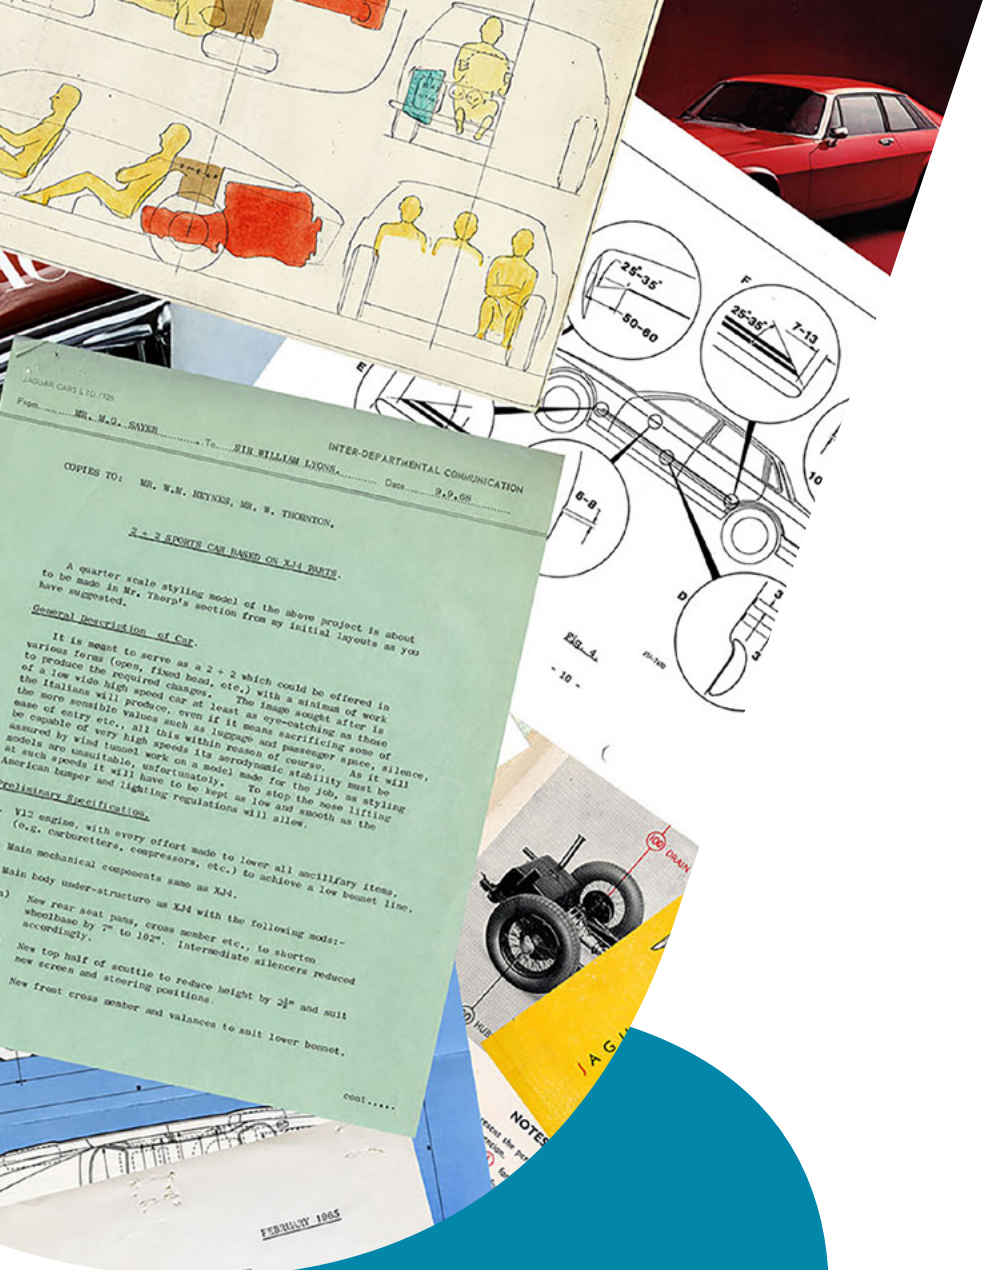 25°-35°
50-60
F
25°-35°
7-13
E
10
6-8
D
3
3
Fig. 4.
- 10 -
JAGUAR CARS LTD /125
INTER-DEPARTMENTAL COMMUNICATION
From MR. M.G. SAYER To SIR WILLIAM LYONS. Date 9.9.68
COPIES TO: MR. W.M. HEYNES, MR. W. THORNTON.
2 + 2 SPORTS CAR BASED ON XJ4 PARTS.
A quarter scale styling model of the above project is about
to be made in Mr. Thorp's section from my initial layouts as you
have suggested.
General Description of Car.
It is meant to serve as a 2 + 2 which could be offered in
various forms (open, fixed head, etc.) with a minimum of work
to produce the required changes. The image sought after is
of a low wide high speed car at least as eye-catching as those
the Italians will produce, even if it means sacrificing some of
the more sensible values such as luggage and passenger space, silence,
ease of entry etc., all this within reason of course. As it will
be capable of very high speeds its aerodynamic stability must be
assured by wind tunnel work on a model made for the job, as styling
models are unsuitable, unfortunately. To stop the nose lifting
at such speeds it will have to be kept as low and smooth as the
American bumper and lighting regulations will allow.
Preliminary Specification.
V12 engine, with every effort made to lower all ancillary items,
(e.g. carburetters, compressors, etc.) to achieve a low bonnet line.
Main mechanical components same as XJ4.
Main body under-structure as XJ4 with the following mods:-
New rear seat pans, cross member etc., to shorten
wheelbase by 7" to 102". Intermediate silencers reduced
accordingly.
New top half of scuttle to reduce height by 2½" and suit
new screen and steering positions.
New front cross member and valances to suit lower bonnet.
cont.....
100 DRAIN
HUB
JAGU
NOTES
FEBRUARY 1965